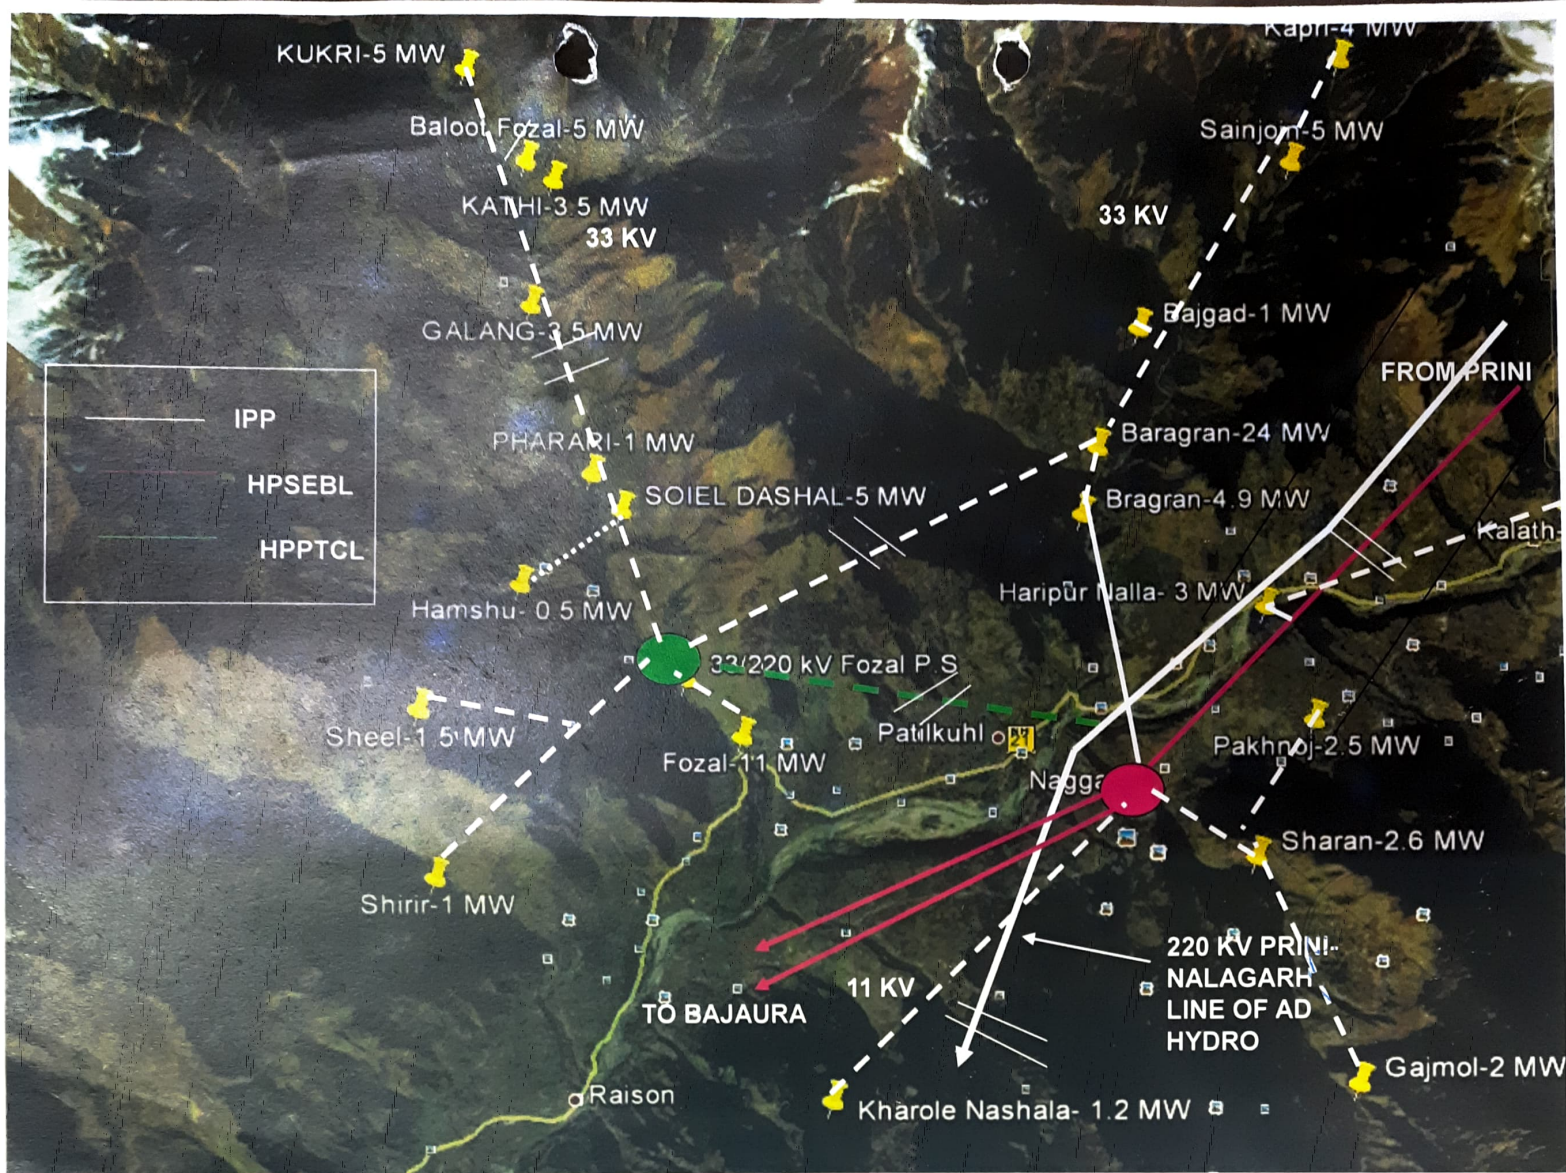 Kapri-4 MW
KUKRI-5 MW
Baloot Fozal-5 MW
Sainjoin-5 MW
KATHI-3.5 MW
33 KV
33 KV
Bajgad-1 MW
GALANG-3.5 MW
FROM PRINI
IPP
HPSEBL
HPPTCL
PHARARI-1 MW
Baragran-24 MW
SOIEL DASHAL-5 MW
Bragran-4.9 MW
Kalath-
Hamshu- 0.5 MW
Haripur Nalla- 3 MW
33/220 kV Fozal P.S
Sheel-1.5 MW
Patlikuhl
21
Pakhnoj-2.5 MW
Fozal-11 MW
Nagga
Sharan-2.6 MW
Shirir-1 MW
220 KV PRINI-
NALAGARH
LINE OF AD
HYDRO
11 KV
TO BAJAURA
Gajmol-2 MW
Raison
Kharole Nashala- 1.2 MW